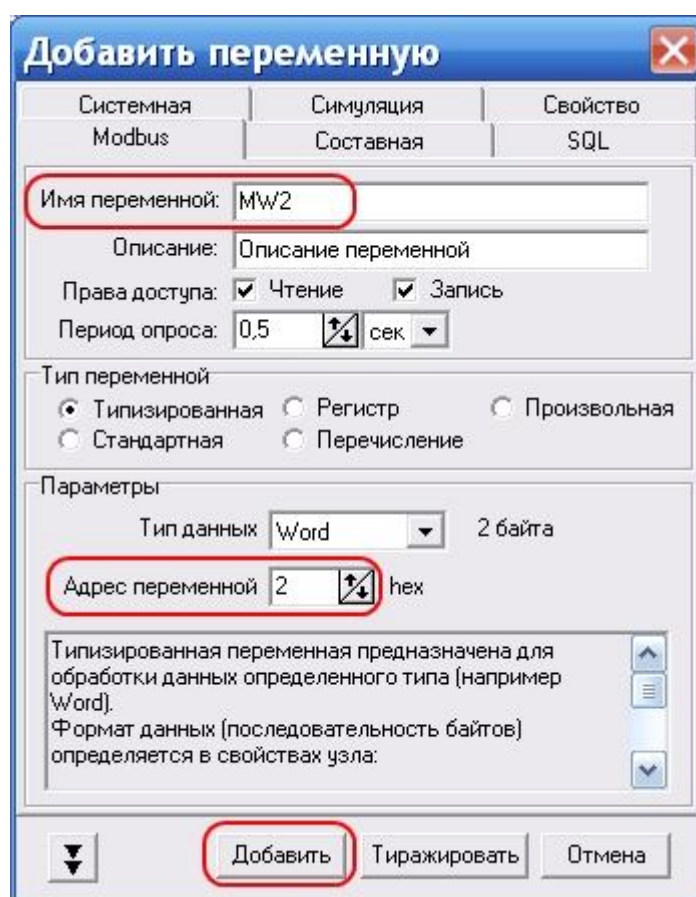 Добавить переменную
Системная Симуляция Свойство
Modbus Составная SQL
Имя переменной: MW2
Описание: Описание переменной
Права доступа: Чтение Запись
Период опроса: 0,5 сек
Тип переменной
Типизированная Регистр Произвольная
Стандартная Перечисление
Параметры
Тип данных Word 2 байта
Адрес переменной 2 hex
Типизированная переменная предназначена для
обработки данных определенного типа (например
Word).
Формат данных (последовательность байтов)
определяется в свойствах узла:
Добавить Тиражировать Отмена